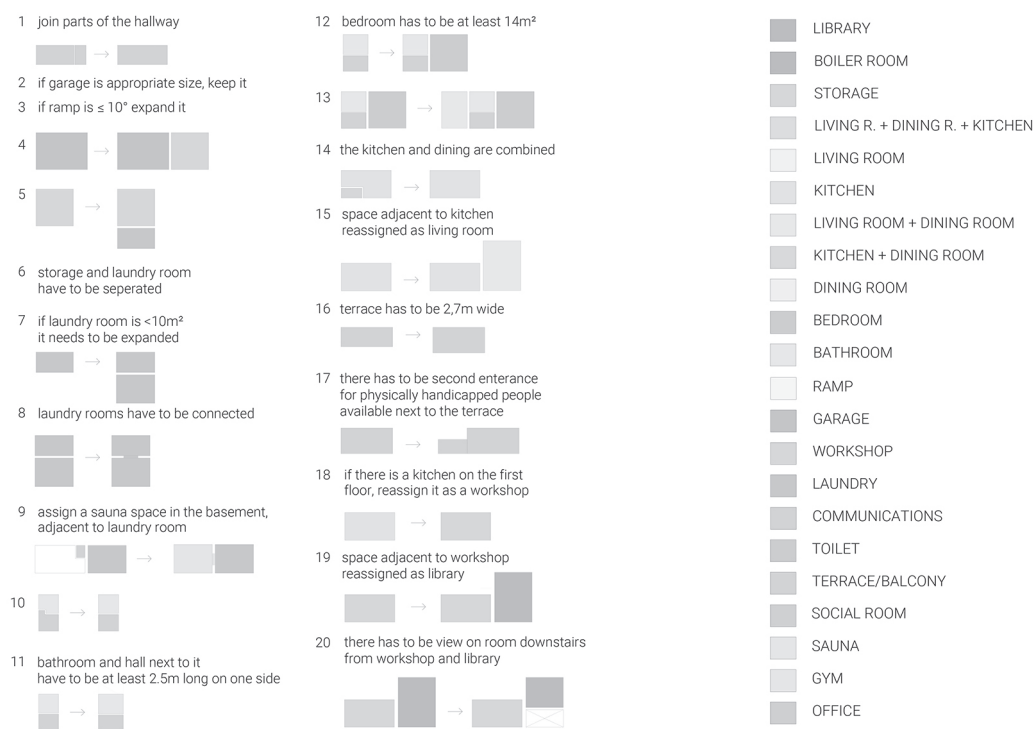 1 join parts of the hallway
2 if garage is appropriate size, keep it
3 if ramp is ≤ 10° expand it
4
5
6 storage and laundry room
have to be seperated
7 if laundry room is <10m²
it needs to be expanded
8 laundry rooms have to be connected
9 assign a sauna space in the basement,
adjacent to laundry room
10
11 bathroom and hall next to it
have to be at least 2.5m long on one side
12 bedroom has to be at least 14m²
13
14 the kitchen and dining are combined
15 space adjacent to kitchen
reassigned as living room
16 terrace has to be 2,7m wide
17 there has to be second enterance
for physically handicapped people
available next to the terrace
18 if there is a kitchen on the first
floor, reassign it as a workshop
19 space adjacent to workshop
reassigned as library
20 there has to be view on room downstairs
from workshop and library
LIBRARY
BOILER ROOM
STORAGE
LIVING R. + DINING R. + KITCHEN
LIVING ROOM
KITCHEN
LIVING ROOM + DINING ROOM
KITCHEN + DINING ROOM
DINING ROOM
BEDROOM
BATHROOM
RAMP
GARAGE
WORKSHOP
LAUNDRY
COMMUNICATIONS
TOILET
TERRACE/BALCONY
SOCIAL ROOM
SAUNA
GYM
OFFICE